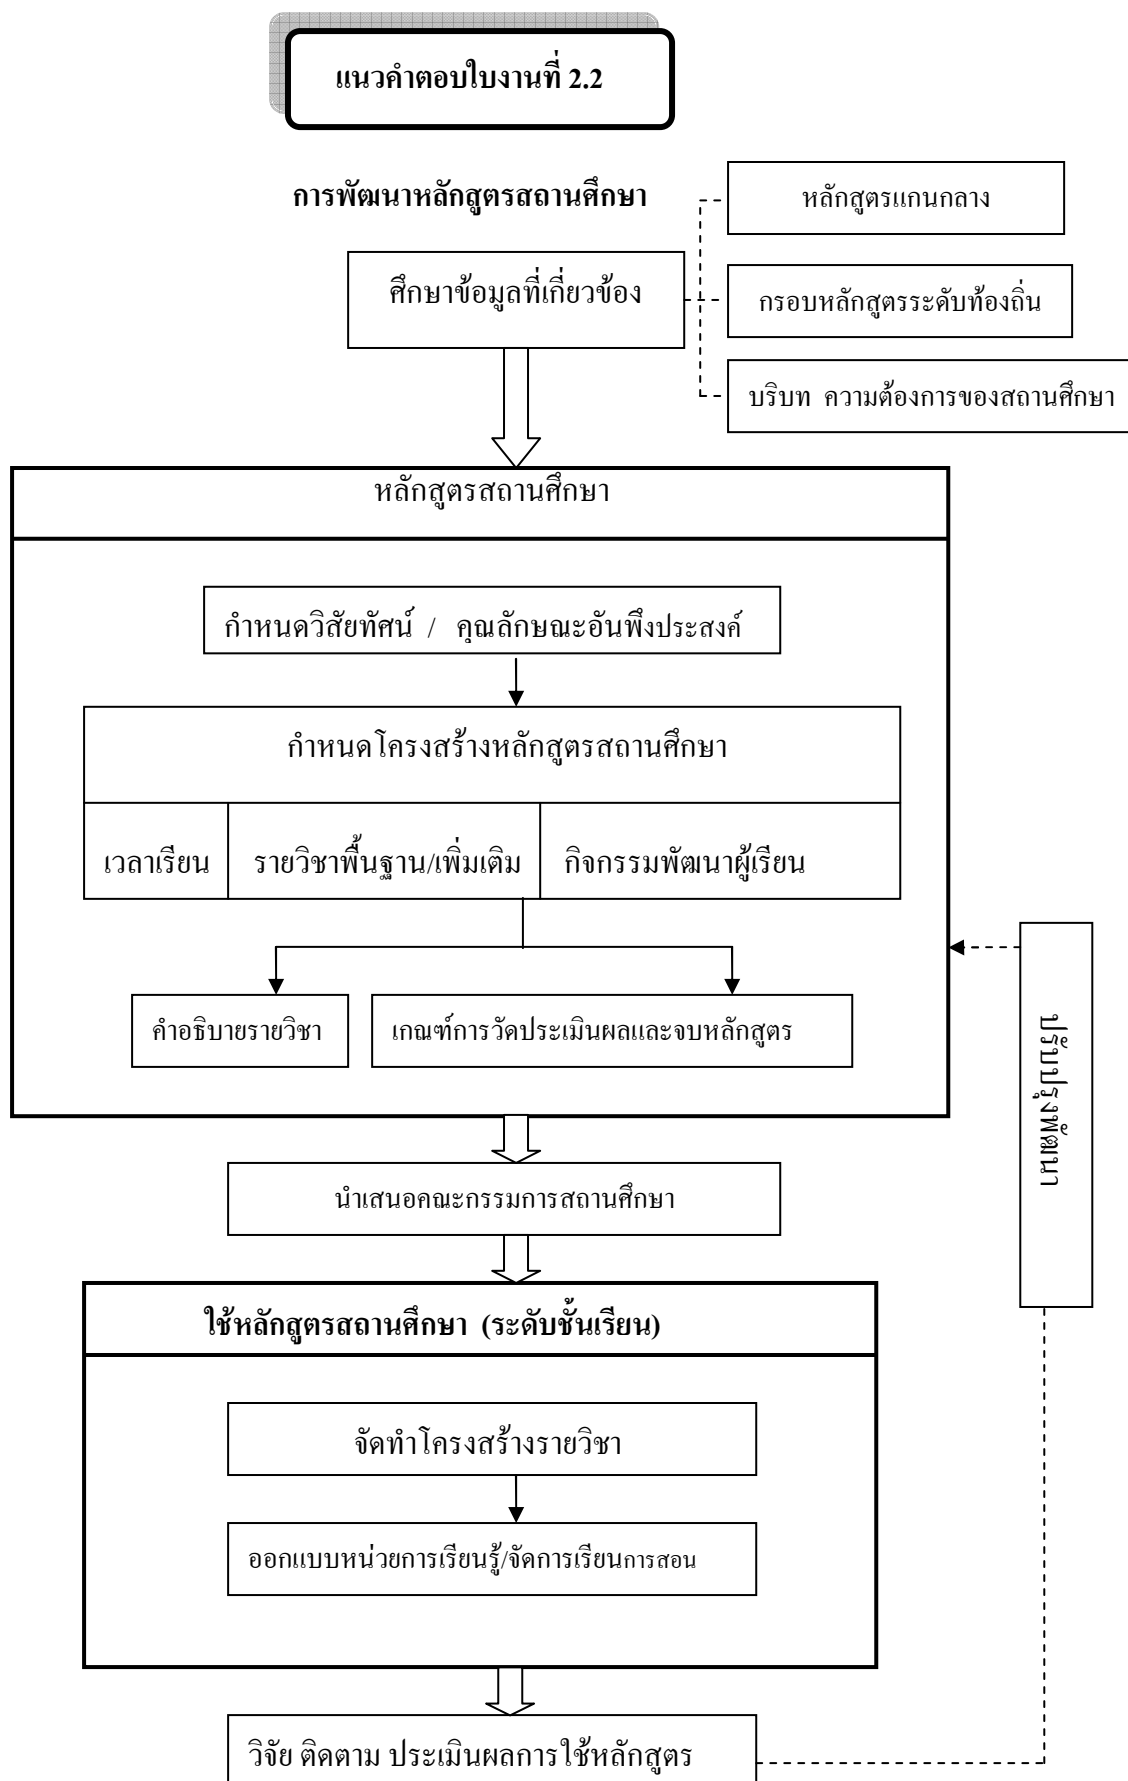 แนวคำตอบใบงานที่ 2.2
การพัฒนาหลักสูตรสถานศึกษา
หลักสูตรแกนกลาง
ศึกษาข้อมูลที่เกี่ยวข้อง
กรอบหลักสูตรระดับท้องถิ่น
บริบท ความต้องการของสถานศึกษา
หลักสูตรสถานศึกษา
กำหนดวิสัยทัศน์ / คุณลักษณะอันพึงประสงค์
กำหนดโครงสร้างหลักสูตรสถานศึกษา
เวลาเรียน
รายวิชาพื้นฐาน/เพิ่มเติม
กิจกรรมพัฒนาผู้เรียน
คำอธิบายรายวิชา
เกณฑ์การวัดประเมินผลและจบหลักสูตร
ปรับปรุงพัฒนา
นำเสนอคณะกรรมการสถานศึกษา
ใช้หลักสูตรสถานศึกษา (ระดับชั้นเรียน)
จัดทำโครงสร้างรายวิชา
ออกแบบหน่วยการเรียนรู้/จัดการเรียนการสอน
วิจัย ติดตาม ประเมินผลการใช้หลักสูตร